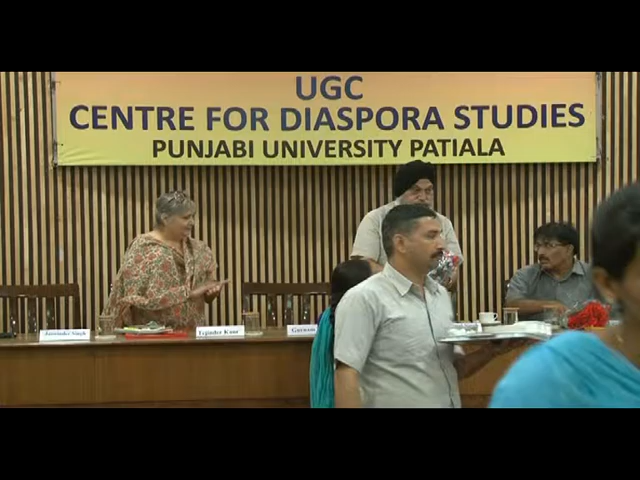 UGC
CENTRE FOR DIASPORA STUDIES
PUNJABI UNIVERSITY PATIALA
Tejinder Kaur